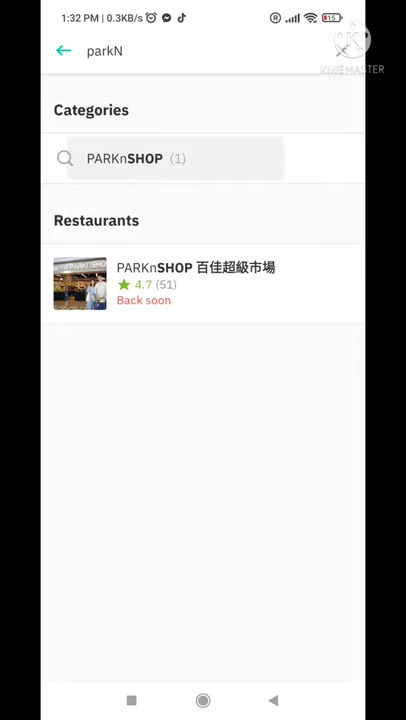 1:32 PM | 0.3KB/s
15
parkN
KINEMASTER
Categories
PARKnSHOP (1)
Restaurants
PARKnSHOP 百佳超級市場
4.7 (51)
Back soon